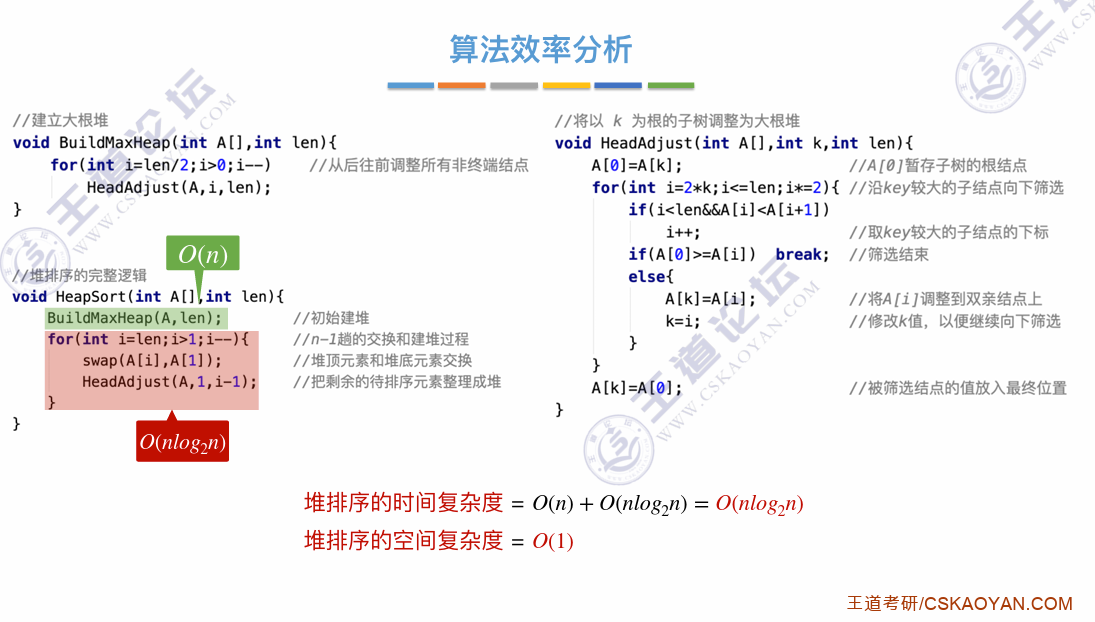 算法效率分析
//建立大根堆
void BuildMaxHeap(int A[],int len){
for(int i=len/2;i>0;i--) //从后往前调整所有非终端结点
HeadAdjust(A,i,len);
}
O(n)
//堆排序的完整逻辑
void HeapSort(int A[],int len){
BuildMaxHeap(A,len); //初始建堆
for(int i=len;i>1;i--){ //n-1趟的交换和建堆过程
swap(A[i],A[1]); //堆顶元素和堆底元素交换
HeadAdjust(A,1,i-1); //把剩余的待排序元素整理成堆
}
}
O(nlog₂n)
//将以 k 为根的子树调整为大根堆
void HeadAdjust(int A[],int k,int len){
A[0]=A[k]; //A[0]暂存子树的根结点
for(int i=2*k;i<=len;i*=2){ //沿key较大的子结点向下筛选
if(i<len&&A[i]<A[i+1])
i++; //取key较大的子结点的下标
if(A[0]>=A[i]) break; //筛选结束
else{
A[k]=A[i]; //将A[i]调整到双亲结点上
k=i; //修改k值，以便继续向下筛选
}
}
A[k]=A[0]; //被筛选结点的值放入最终位置
}
堆排序的时间复杂度 = O(n) + O(nlog₂n) = O(nlog₂n)
堆排序的空间复杂度 = O(1)
王道考研/CSKAOYAN.COM
王道论坛
WWW.CSKAOYAN.COM
王道论坛
WWW.CSKAOYAN.COM